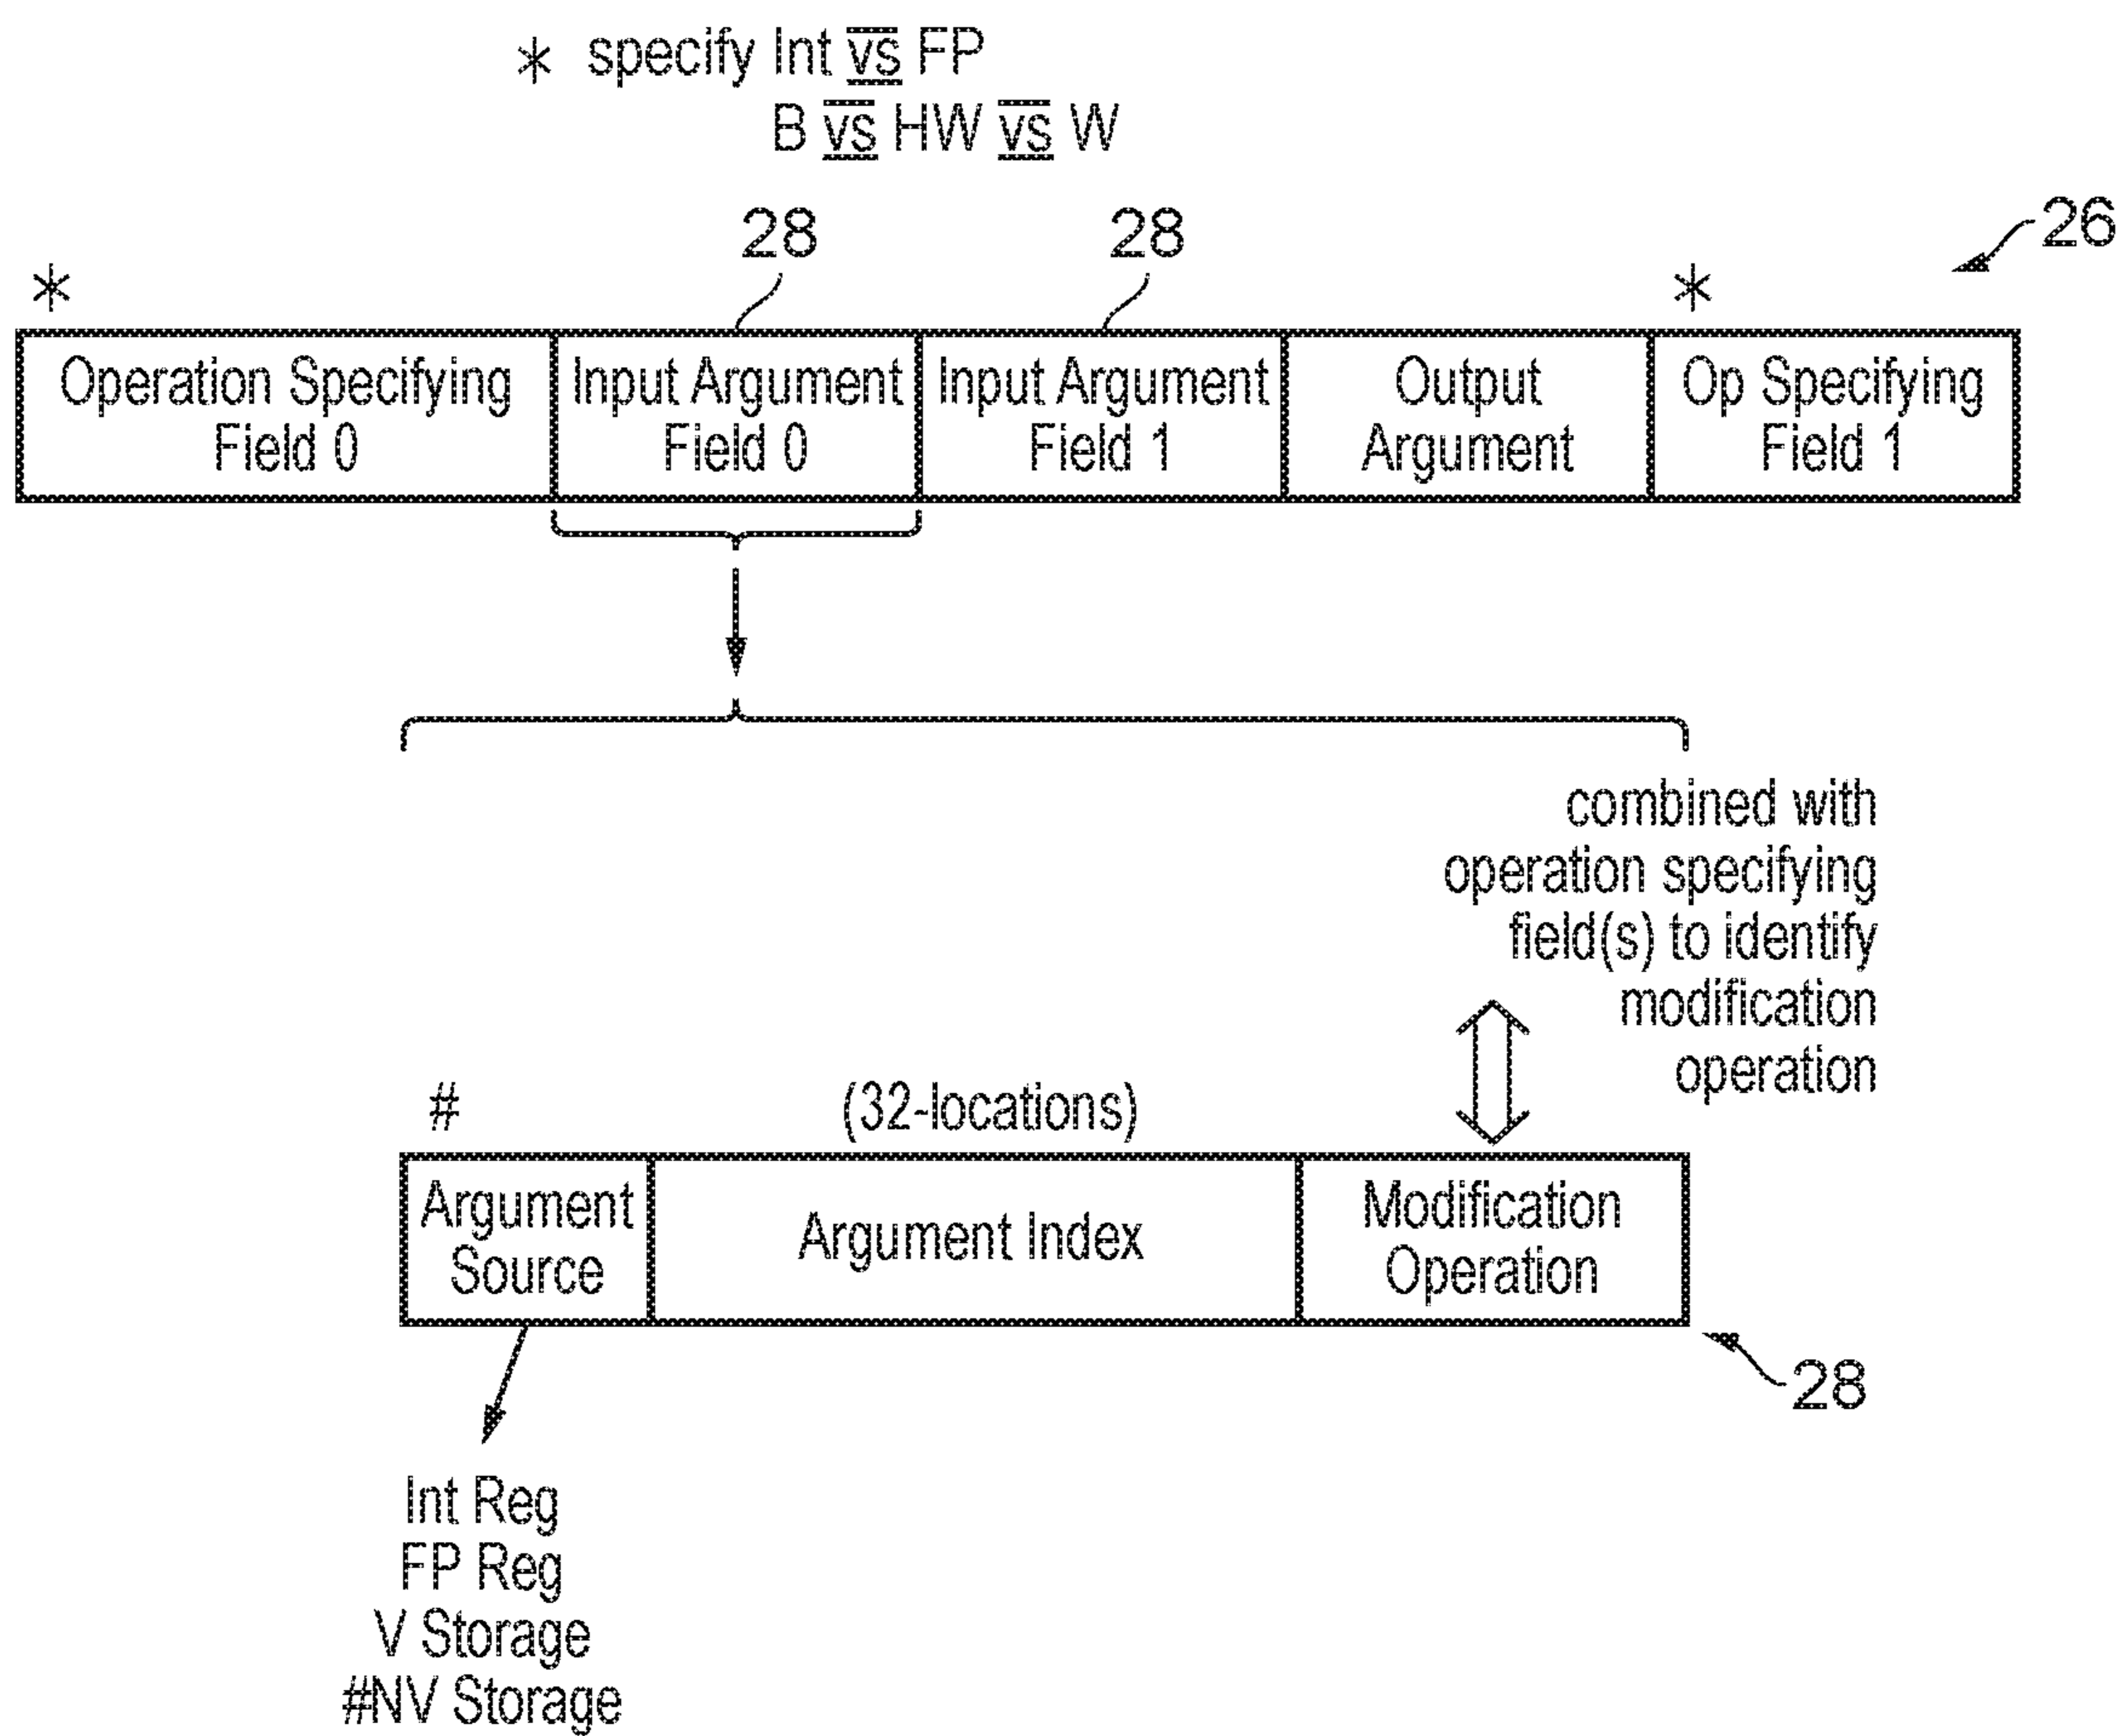 * specify Int vs FP
B vs HW vs W
28 28 26
* *
Operation Specifying
Field 0
Input Argument
Field 0
Input Argument
Field 1
Output
Argument
Op Specifying
Field 1
combined with
operation specifying
field(s) to identify
modification
operation
# (32-locations)
Argument
Source
Argument Index
Modification
Operation
28
Int Reg
FP Reg
V Storage
#NV Storage